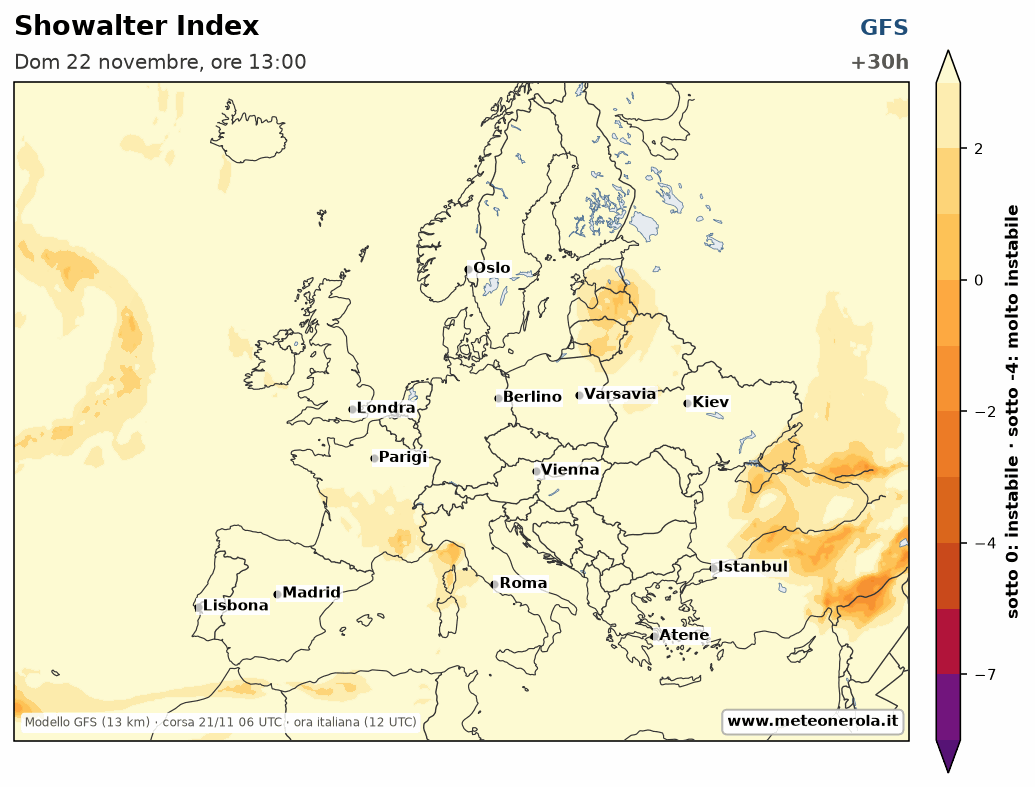 Showalter Index
GFS
Dom 22 novembre, ore 13:00
+30h
Oslo
Berlino
Varsavia
Kiev
Londra
Parigi
Vienna
Istanbul
Roma
Madrid
Lisbona
Atene
Modello GFS (13 km) · corsa 21/11 06 UTC · ora italiana (12 UTC)
www.meteonerola.it
2
0
−2
−4
−7
sotto 0: instabile · sotto -4: molto instabile